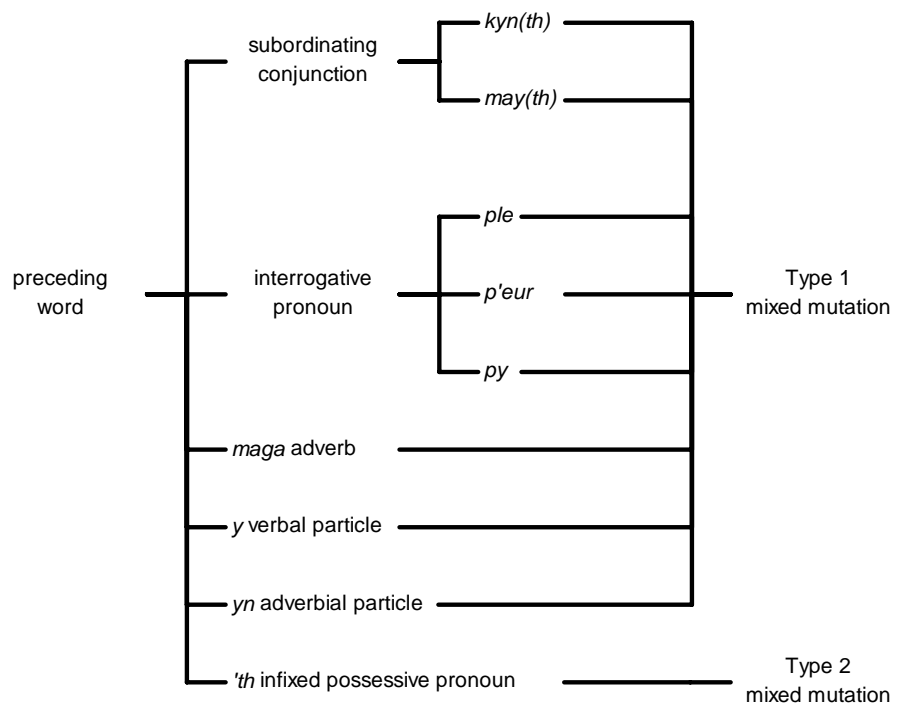 kyn(th)
subordinating
conjunction
may(th)
ple
preceding
word
interrogative
pronoun
p'eur
Type 1
mixed mutation
py
maga adverb
y verbal particle
yn adverbial particle
'th infixed possessive pronoun
Type 2
mixed mutation